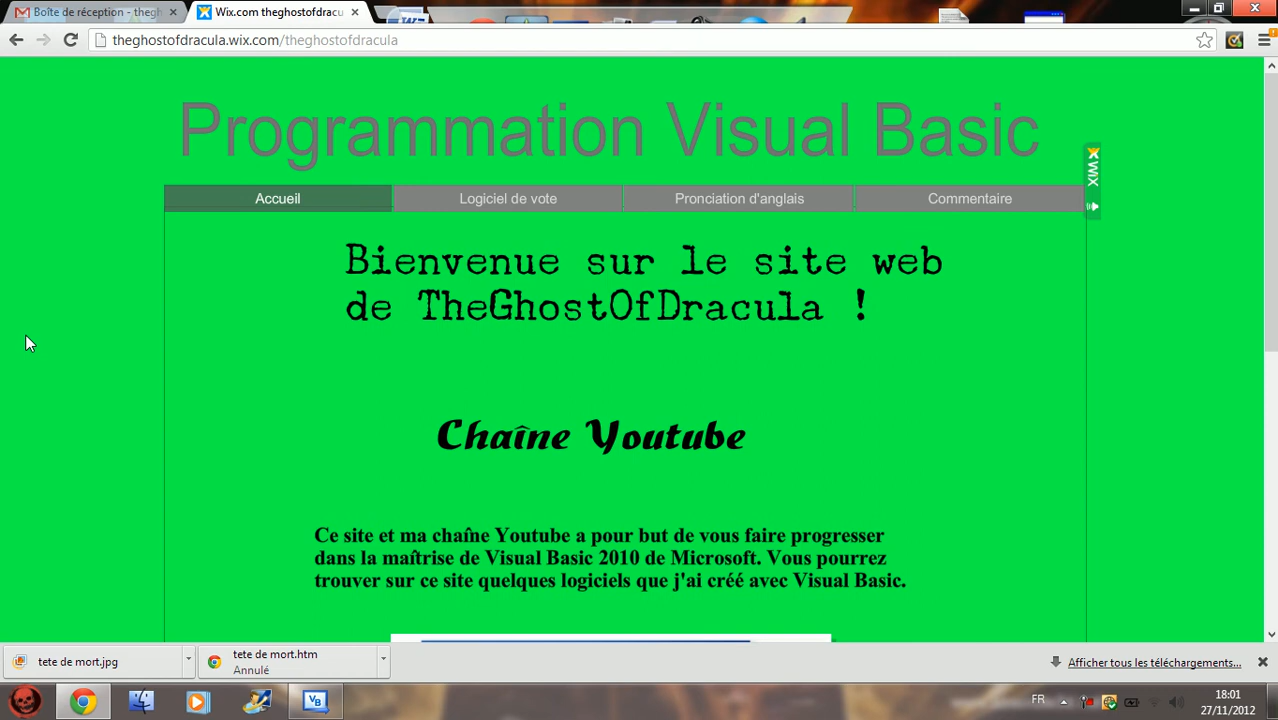 Boîte de réception - thegh
Wix.com theghostofdracu
theghostofdracula.wix.com/theghostofdracula
Programmation Visual Basic
WIX
Accueil
Logiciel de vote
Pronciation d'anglais
Commentaire
Bienvenue sur le site web
de TheGhostOfDracula !
Chaîne Youtube
Ce site et ma chaîne Youtube a pour but de vous faire progresser
dans la maîtrise de Visual Basic 2010 de Microsoft. Vous pourrez
trouver sur ce site quelques logiciels que j'ai créé avec Visual Basic.
tete de mort.jpg
tete de mort.htm
Annulé
Afficher tous les téléchargements...
VB
FR
18:01
27/11/2012